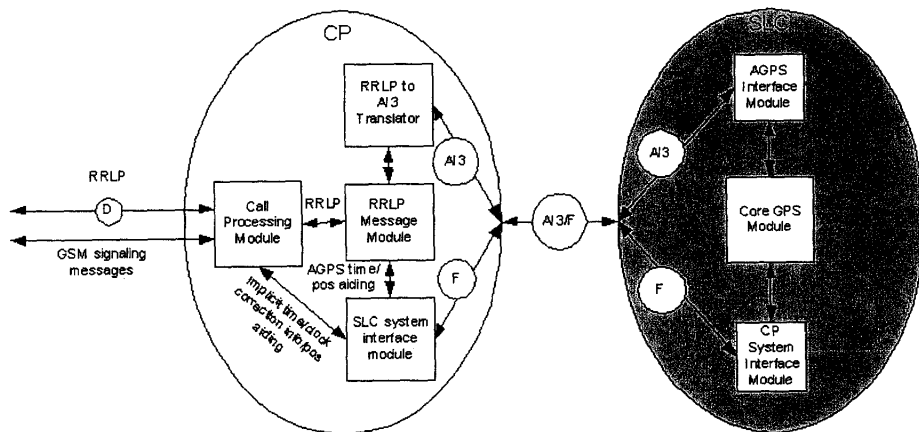 CP
SLC
RRLP to
AI3
Translator
AGPS
Interface
Module
AI3
AI3
RRLP
D
Call
Processing
Module
RRLP
RRLP
Message
Module
AI3/F
Core GPS
Module
GSM signaling
messages
AGPS time/
pos aiding
F
F
Implicit time/clock
correction info/pos
aiding
SLC system
interface
module
CP
System
Interface
Module